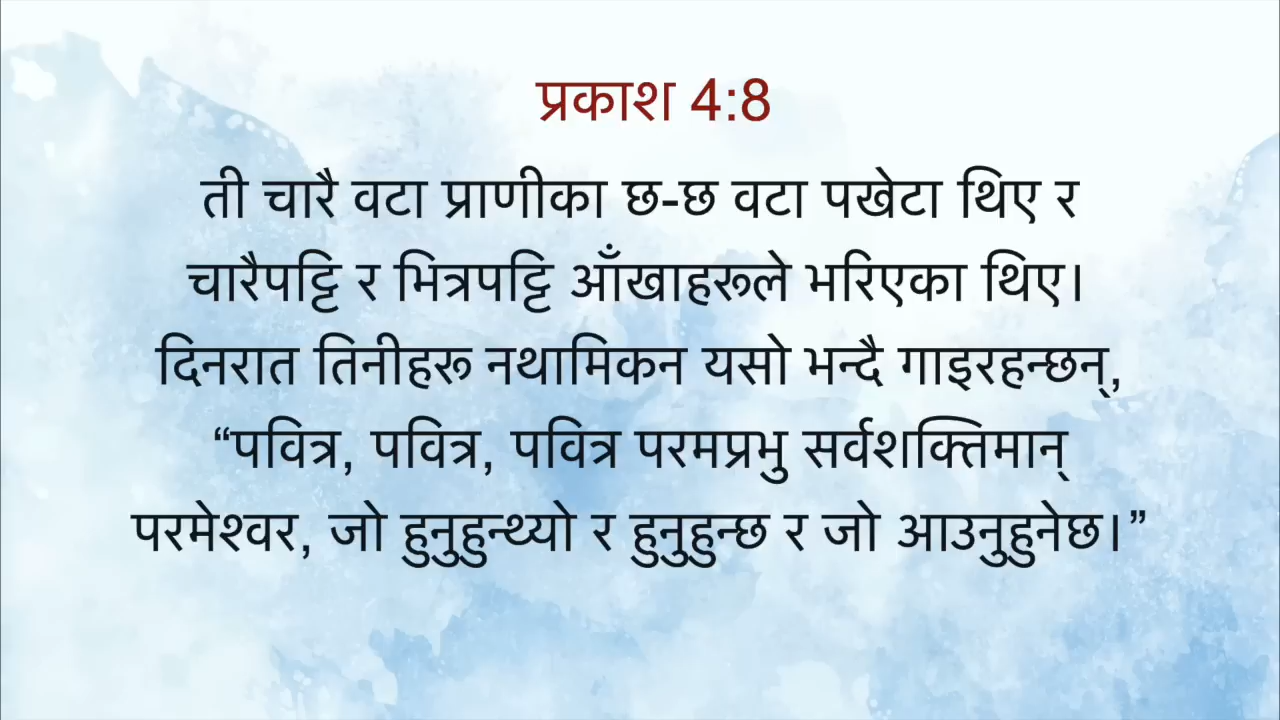 प्रकाश 4:8
ती चारै वटा प्राणीका छ-छ वटा पखेटा थिए र
चारैपट्टि र भित्रपट्टि आँखाहरूले भरिएका थिए।
दिनरात तिनीहरू नथामिकन यसो भन्दै गाइरहन्छन्,
“पवित्र, पवित्र, पवित्र परमप्रभु सर्वशक्तिमान्
परमेश्वर, जो हुनुहुन्थ्यो र हुनुहुन्छ र जो आउनुहुनेछ।”